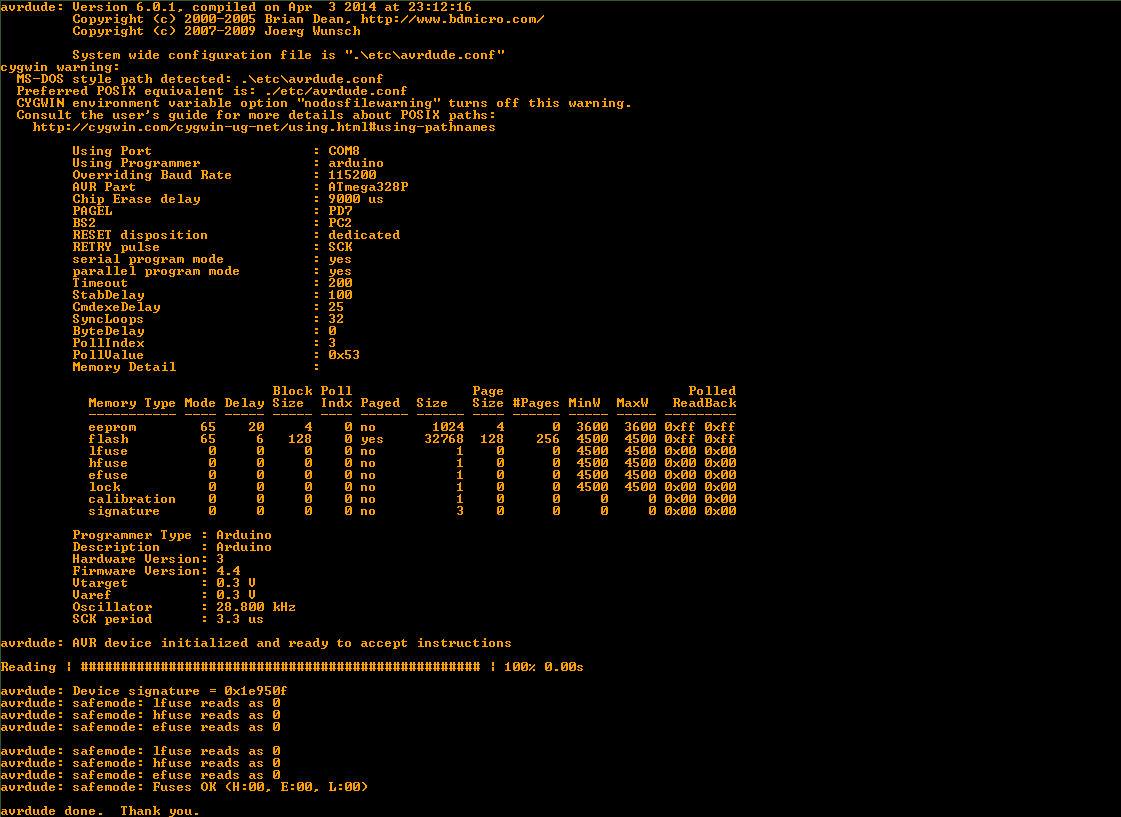 avrdude: Version 6.0.1, compiled on Apr  3 2014 at 23:12:16
         Copyright (c) 2000-2005 Brian Dean, http://www.bdmicro.com/
         Copyright (c) 2007-2009 Joerg Wunsch

         System wide configuration file is ".\etc\avrdude.conf"
cygwin warning:
  MS-DOS style path detected: .\etc\avrdude.conf
  Preferred POSIX equivalent is: ./etc/avrdude.conf
  CYGWIN environment variable option "nodosfilewarning" turns off this warning.
  Consult the user's guide for more details about POSIX paths:
    http://cygwin.com/cygwin-ug-net/using.html#using-pathnames

         Using Port                    : COM8
         Using Programmer              : arduino
         Overriding Baud Rate          : 115200
         AVR Part                      : ATmega328P
         Chip Erase delay              : 9000 us
         PAGEL                         : PD7
         BS2                           : PC2
         RESET disposition             : dedicated
         RETRY pulse                   : SCK
         serial program mode           : yes
         parallel program mode         : yes
         Timeout                       : 200
         StabDelay                     : 100
         CmdexeDelay                   : 25
         SyncLoops                     : 32
         ByteDelay                     : 0
         PollIndex                     : 3
         PollValue                     : 0x53
         Memory Detail                 :

                                  Block Poll               Page                       Polled
           Memory Type Mode Delay Size  Indx Paged  Size   Size #Pages MinW  MaxW   ReadBack
           ----------- ---- ----- ----- ---- ------ ------ ---- ------ ----- ----- ---------
           eeprom        65    20     4    0 no       1024    4      0  3600  3600 0xff 0xff
           flash         65     6   128    0 yes     32768  128    256  4500  4500 0xff 0xff
           lfuse          0     0     0    0 no          1    0      0  4500  4500 0x00 0x00
           hfuse          0     0     0    0 no          1    0      0  4500  4500 0x00 0x00
           efuse          0     0     0    0 no          1    0      0  4500  4500 0x00 0x00
           lock           0     0     0    0 no          1    0      0  4500  4500 0x00 0x00
           calibration    0     0     0    0 no          1    0      0     0     0 0x00 0x00
           signature      0     0     0    0 no          3    0      0     0     0 0x00 0x00

         Programmer Type : Arduino
         Description     : Arduino
         Hardware Version: 3
         Firmware Version: 4.4
         Vtarget         : 0.3 V
         Varef           : 0.3 V
         Oscillator      : 28.800 kHz
         SCK period      : 3.3 us

avrdude: AVR device initialized and ready to accept instructions

Reading | ################################################## | 100% 0.00s

avrdude: Device signature = 0x1e950f
avrdude: safemode: lfuse reads as 0
avrdude: safemode: hfuse reads as 0
avrdude: safemode: efuse reads as 0

avrdude: safemode: lfuse reads as 0
avrdude: safemode: hfuse reads as 0
avrdude: safemode: efuse reads as 0
avrdude: safemode: Fuses OK (H:00, E:00, L:00)

avrdude done.  Thank you.